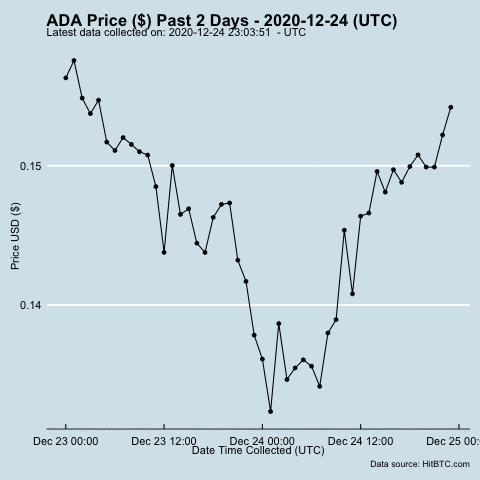 ADA Price ($) Past 2 Days - 2020-12-24 (UTC)
Latest data collected on: 2020-12-24 23:03:51 - UTC
0.15
Price USD ($)
0.14
Dec 23 00:00 Dec 23 12:00 Dec 24 00:00 Dec 24 12:00 Dec 25 00:
Date Time Collected (UTC)
Data source: HitBTC.com